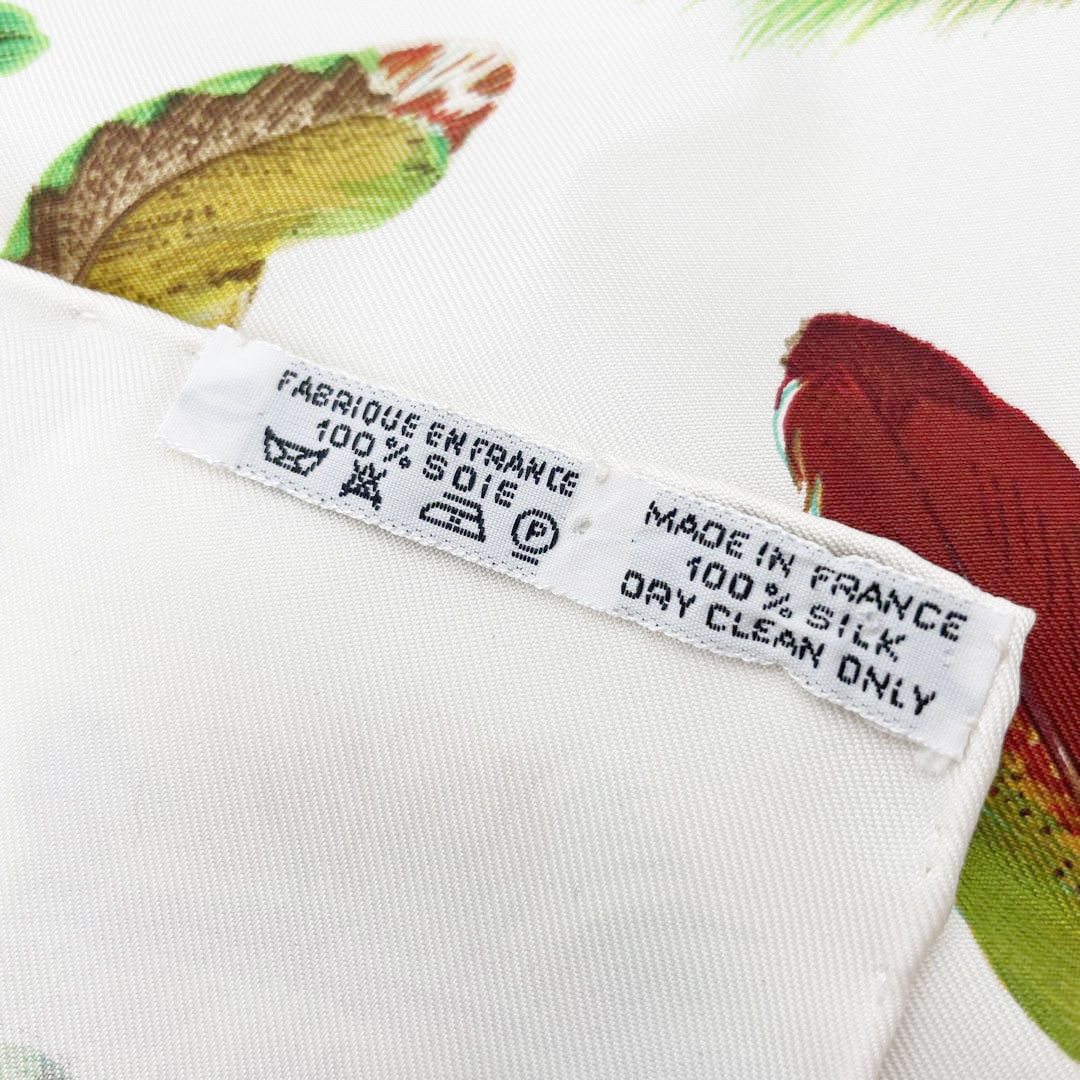 FABRIQUE EN FRANCE
100% SOIE
P
MADE IN FRANCE
100% SILK
DRY CLEAN ONLY